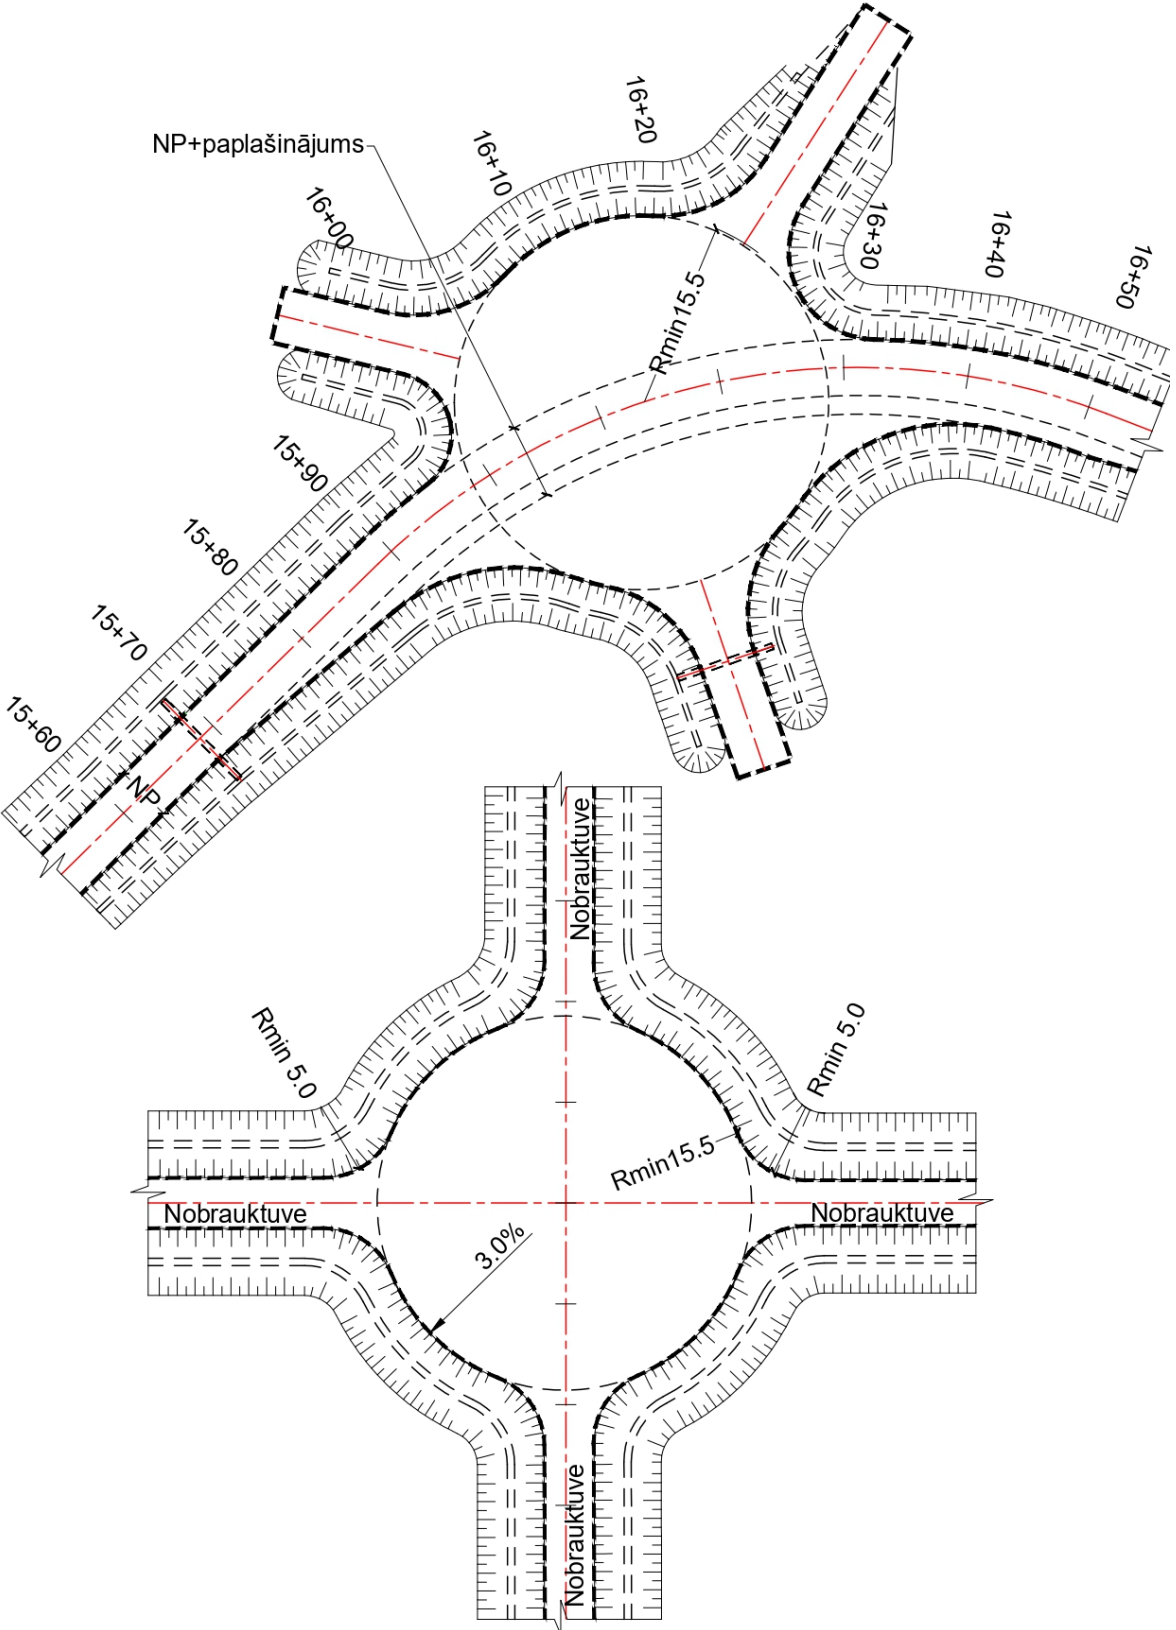 16+20
NP+paplašinājums
16+10
16+00
16+30
16+40
16+50
Rmin15.5
15+90
15+80
15+70
15+60
NP
Nobrauktuve
Rmin 5.0
Rmin 5.0
Rmin15.5
Nobrauktuve
Nobrauktuve
3.0%
Nobrauktuve